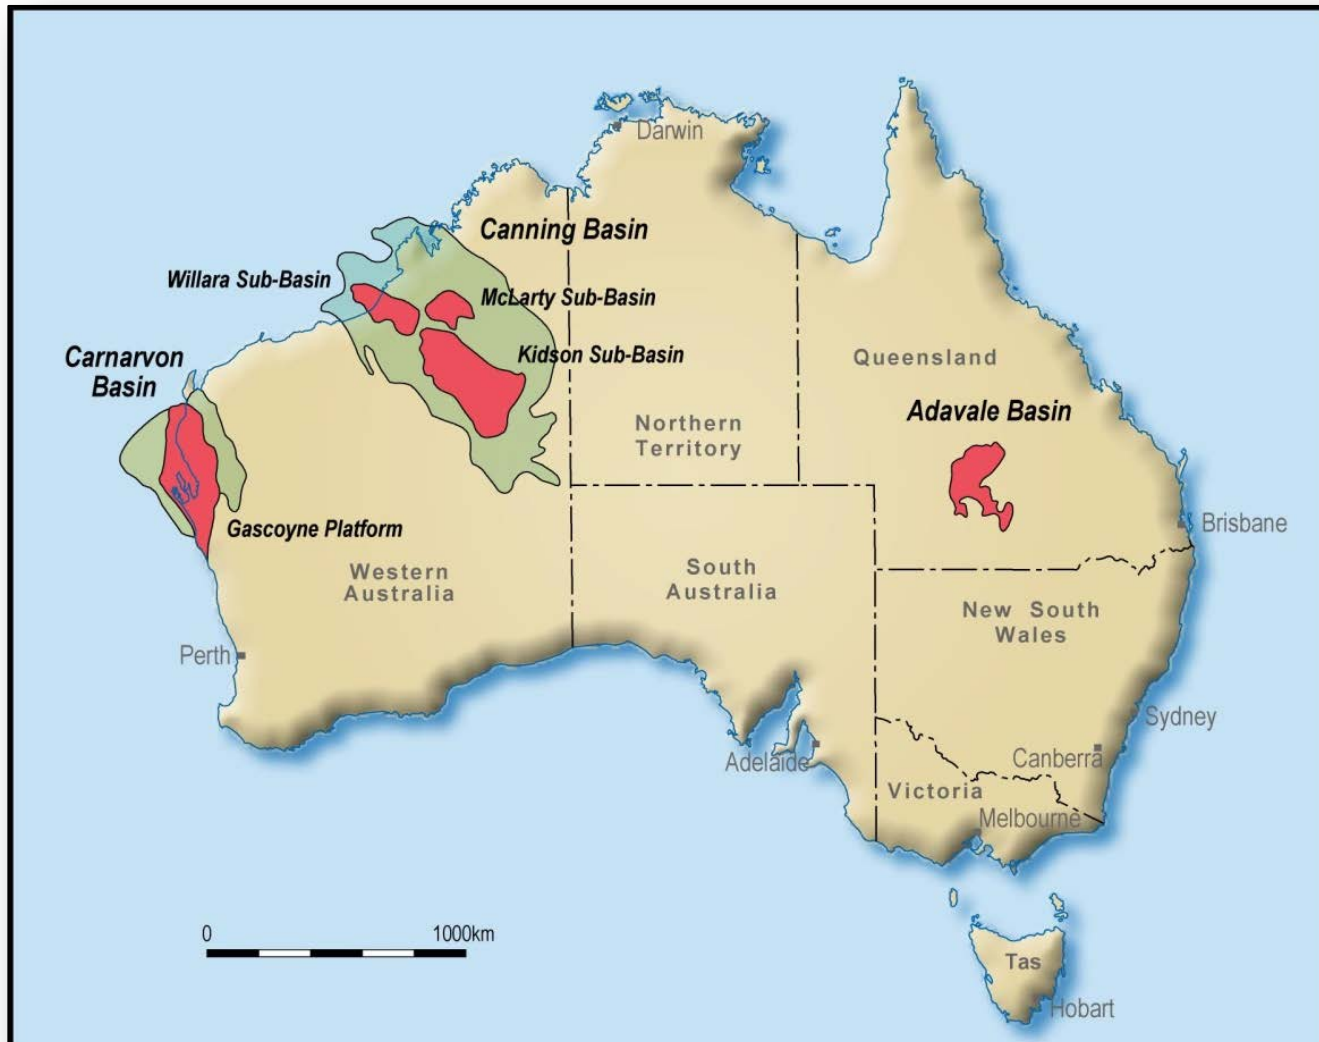 Darwin
Canning Basin
Willara Sub-Basin
McLarty Sub-Basin
Kidson Sub-Basin
Carnarvon
Basin
Queensland
Adavale Basin
Northern
Territory
Gascoyne Platform
Brisbane
Western
Australia
South
Australia
New South
Wales
Perth
Sydney
Adelaide
Canberra
Victoria
Melbourne
0 1000km
Tas
Hobart